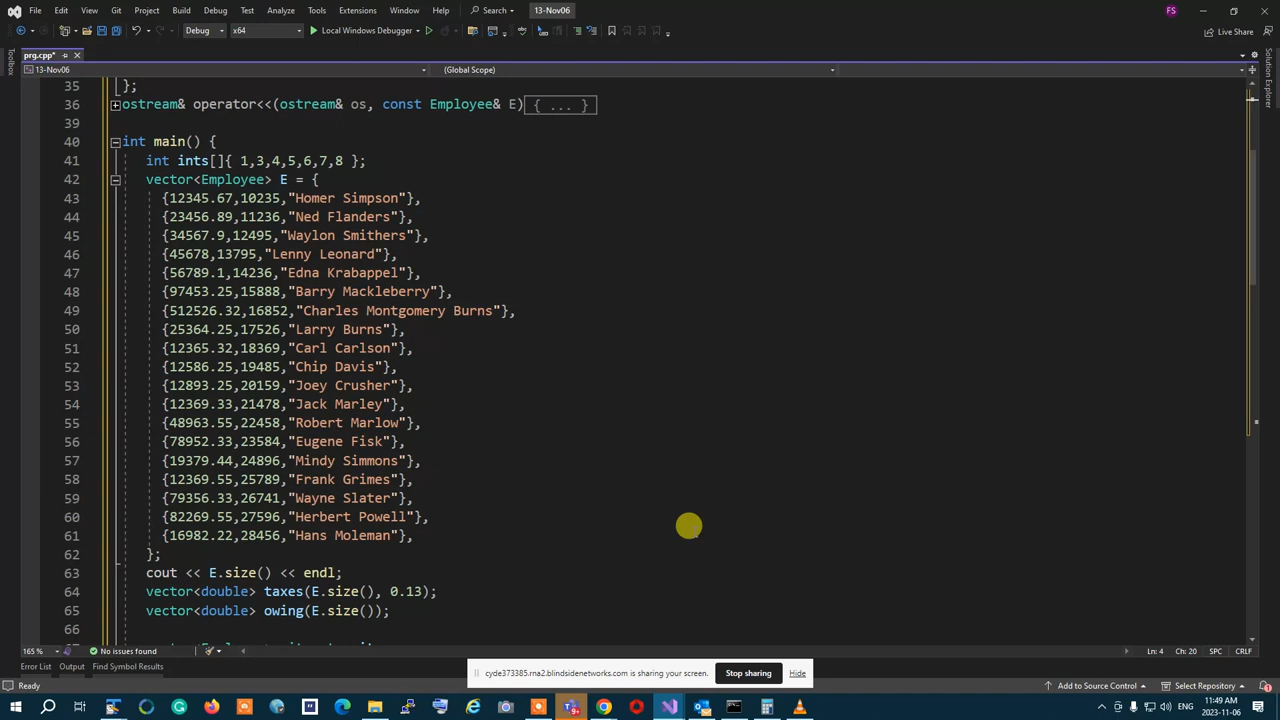 File Edit View Git Project Build Debug Test Analyze Tools Extensions Window Help Search 13-Nov06 FS
Debug x64 Local Windows Debugger Live Share
prg.cpp*
13-Nov06 (Global Scope)
Toolbox
Solution Explorer
35 };
36 ostream& operator<<(ostream& os, const Employee& E){ ... }
39
40 int main() {
41 int ints[]{ 1,3,4,5,6,7,8 };
42 vector<Employee> E = {
43 {12345.67,10235,"Homer Simpson"},
44 {23456.89,11236,"Ned Flanders"},
45 {34567.9,12495,"Waylon Smithers"},
46 {45678,13795,"Lenny Leonard"},
47 {56789.1,14236,"Edna Krabappel"},
48 {97453.25,15888,"Barry Mackleberry"},
49 {512526.32,16852,"Charles Montgomery Burns"},
50 {25364.25,17526,"Larry Burns"},
51 {12365.32,18369,"Carl Carlson"},
52 {12586.25,19485,"Chip Davis"},
53 {12893.25,20159,"Joey Crusher"},
54 {12369.33,21478,"Jack Marley"},
55 {48963.55,22458,"Robert Marlow"},
56 {78952.33,23584,"Eugene Fisk"},
57 {19379.44,24896,"Mindy Simmons"},
58 {12369.55,25789,"Frank Grimes"},
59 {79356.33,26741,"Wayne Slater"},
60 {82269.55,27596,"Herbert Powell"},
61 {16982.22,28456,"Hans Moleman"},
62 };
63 cout << E.size() << endl;
64 vector<double> taxes(E.size(), 0.13);
65 vector<double> owing(E.size());
66
165 % No issues found Ln: 4 Ch: 20 SPC CRLF
Error List Output Find Symbol Results
cyde373385.rna2.blindsidenetworks.com is sharing your screen. Stop sharing Hide
Ready Add to Source Control Select Repository
ENG 11:49 AM
2023-11-06